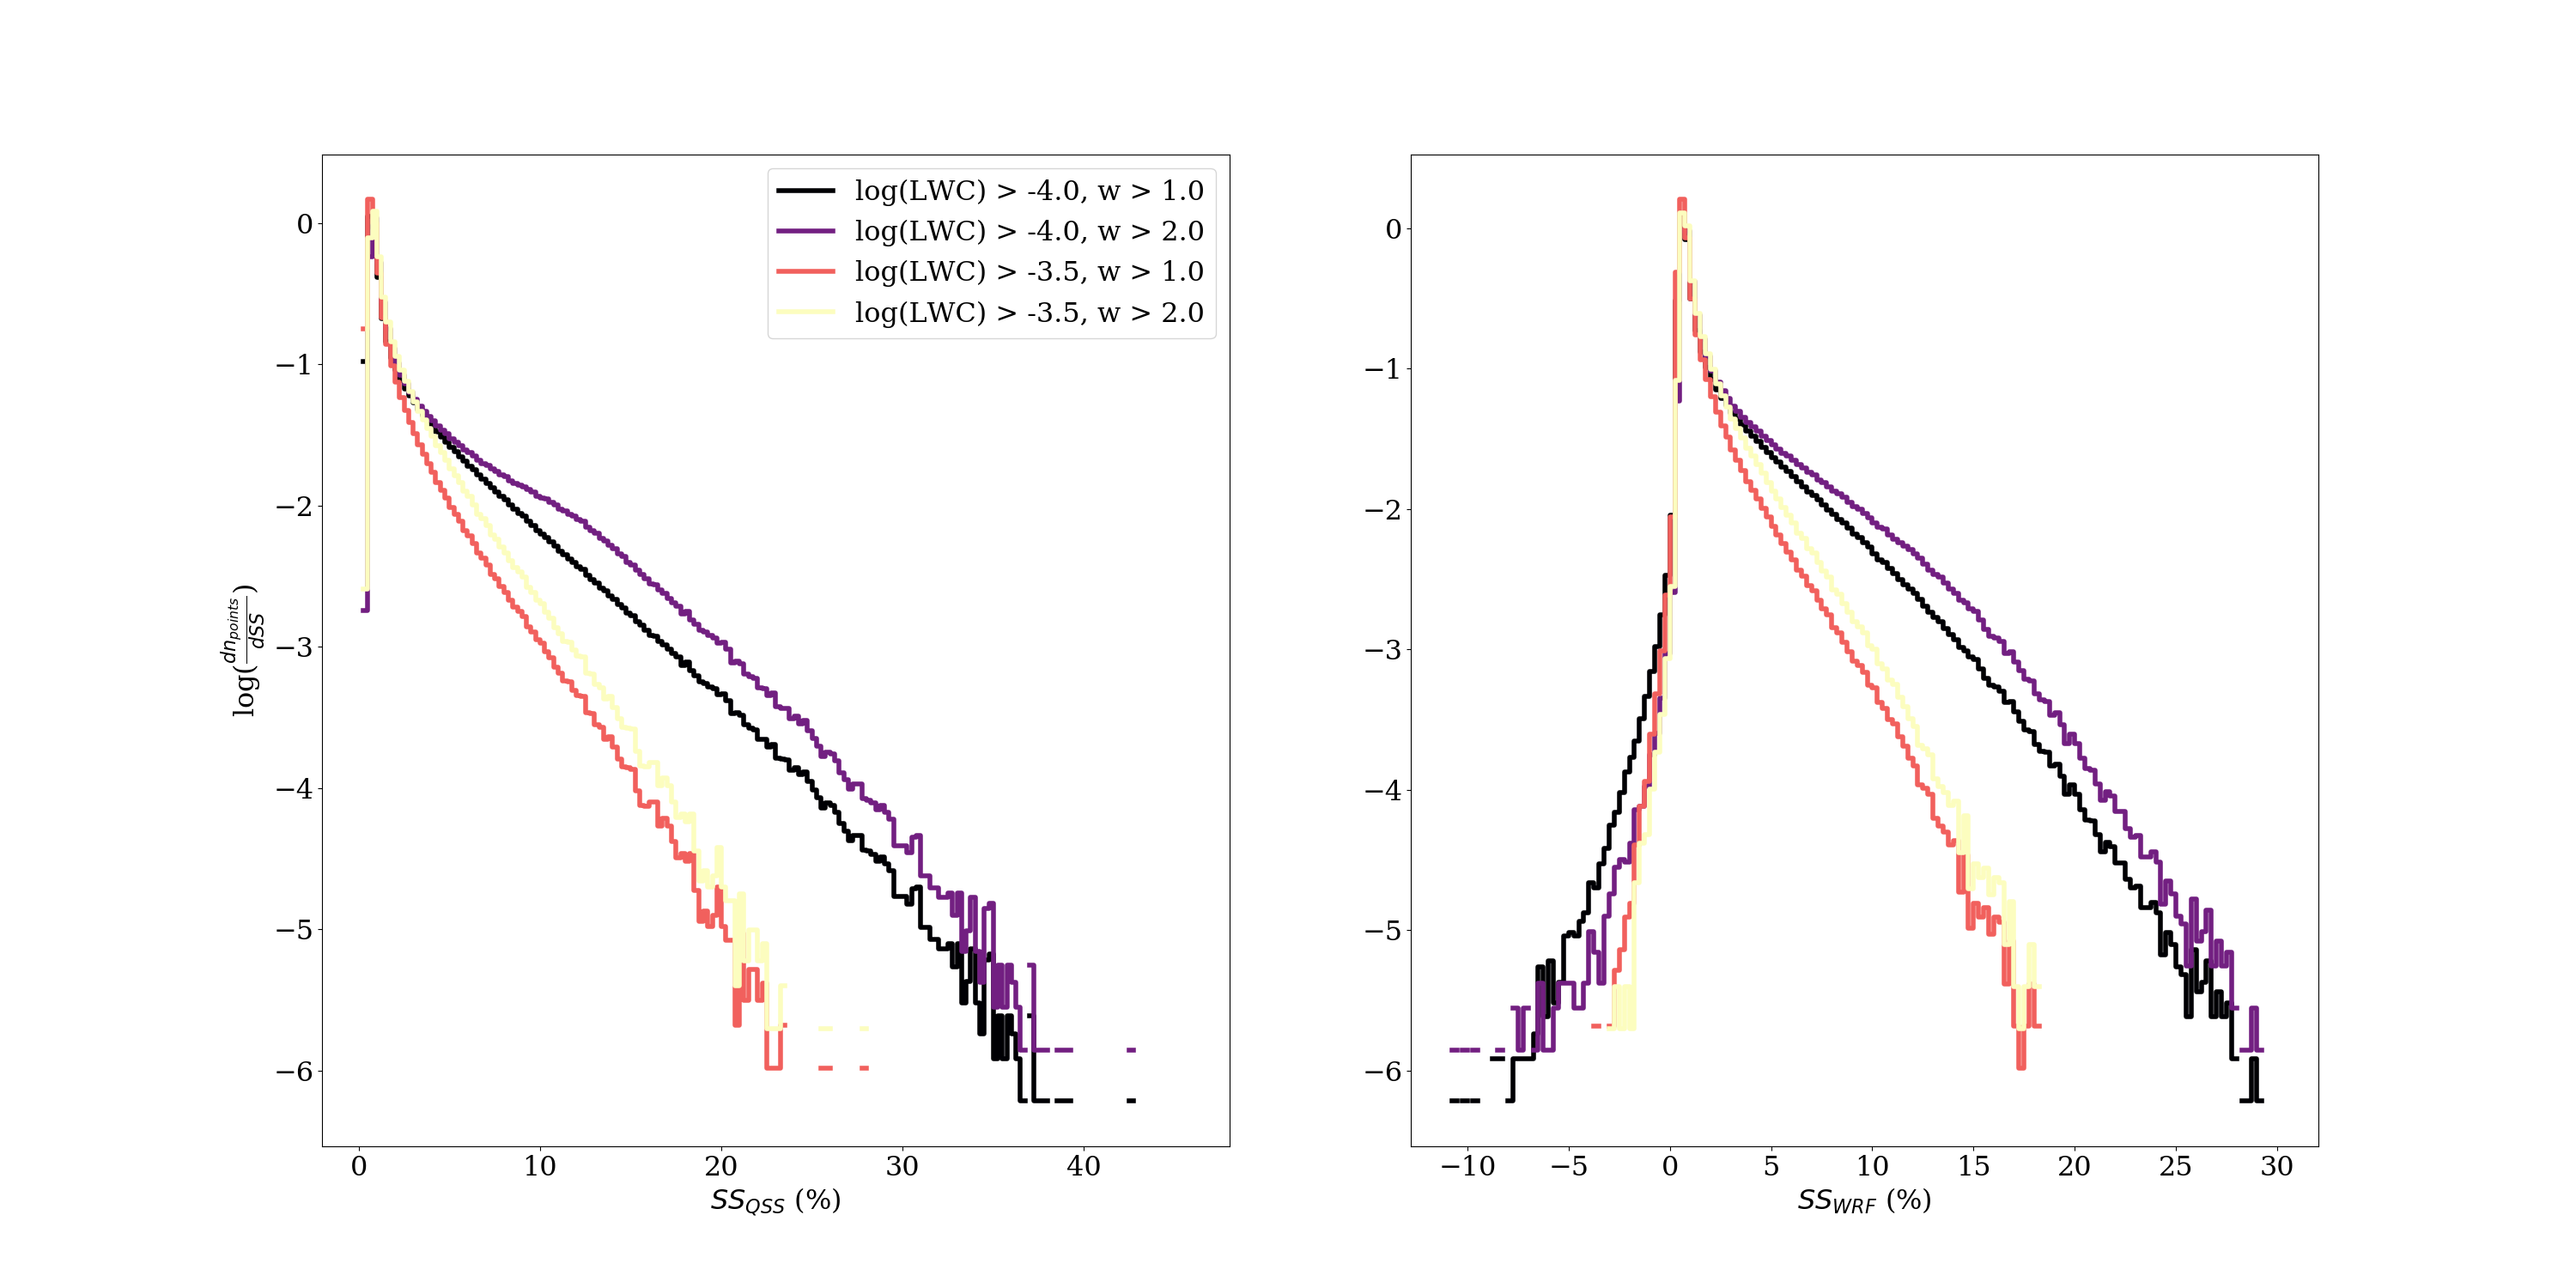 log(LWC) > -4.0, w > 1.0
log(LWC) > -4.0, w > 2.0
log(LWC) > -3.5, w > 1.0
log(LWC) > -3.5, w > 2.0
0
−1
−2
−3
−4
−5
−6
log(dn_points/dSS)
0 10 20 30 40
SS_QSS (%)
0
−1
−2
−3
−4
−5
−6
−10 −5 0 5 10 15 20 25 30
SS_WRF (%)